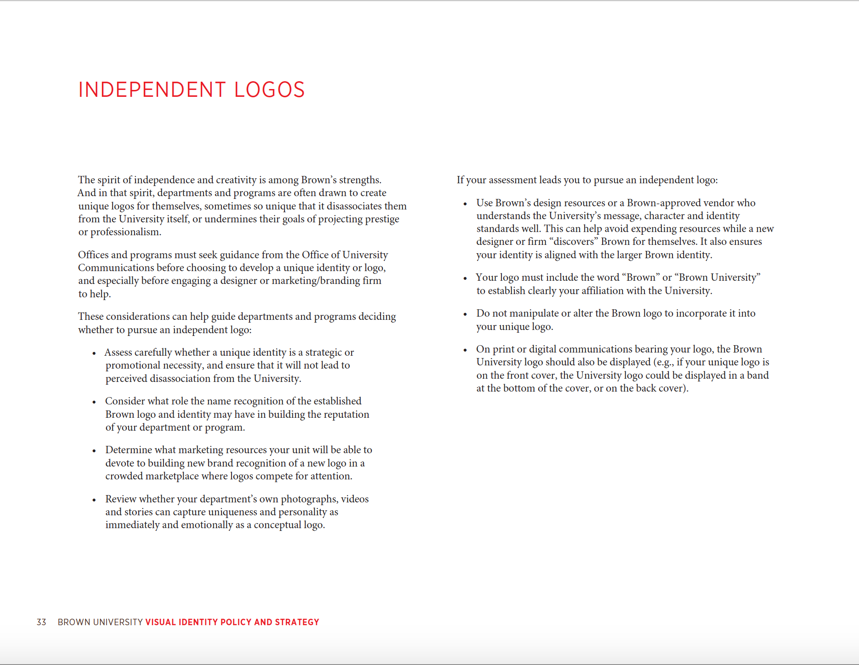 INDEPENDENT LOGOS
The spirit of independence and creativity is among Brown’s strengths.
And in that spirit, departments and programs are often drawn to create
unique logos for themselves, sometimes so unique that it disassociates them
from the University itself, or undermines their goals of projecting prestige
or professionalism.
Offices and programs must seek guidance from the Office of University
Communications before choosing to develop a unique identity or logo,
and especially before engaging a designer or marketing/branding firm
to help.
These considerations can help guide departments and programs deciding
whether to pursue an independent logo:
• Assess carefully whether a unique identity is a strategic or
promotional necessity, and ensure that it will not lead to
perceived disassociation from the University.
• Consider what role the name recognition of the established
Brown logo and identity may have in building the reputation
of your department or program.
• Determine what marketing resources your unit will be able to
devote to building new brand recognition of a new logo in a
crowded marketplace where logos compete for attention.
• Review whether your department’s own photographs, videos
and stories can capture uniqueness and personality as
immediately and emotionally as a conceptual logo.
If your assessment leads you to pursue an independent logo:
• Use Brown’s design resources or a Brown-approved vendor who
understands the University’s message, character and identity
standards well. This can help avoid expending resources while a new
designer or firm “discovers” Brown for themselves. It also ensures
your identity is aligned with the larger Brown identity.
• Your logo must include the word “Brown” or “Brown University”
to establish clearly your affiliation with the University.
• Do not manipulate or alter the Brown logo to incorporate it into
your unique logo.
• On print or digital communications bearing your logo, the Brown
University logo should also be displayed (e.g., if your unique logo is
on the front cover, the University logo could be displayed in a band
at the bottom of the cover, or on the back cover).
33 BROWN UNIVERSITY VISUAL IDENTITY POLICY AND STRATEGY